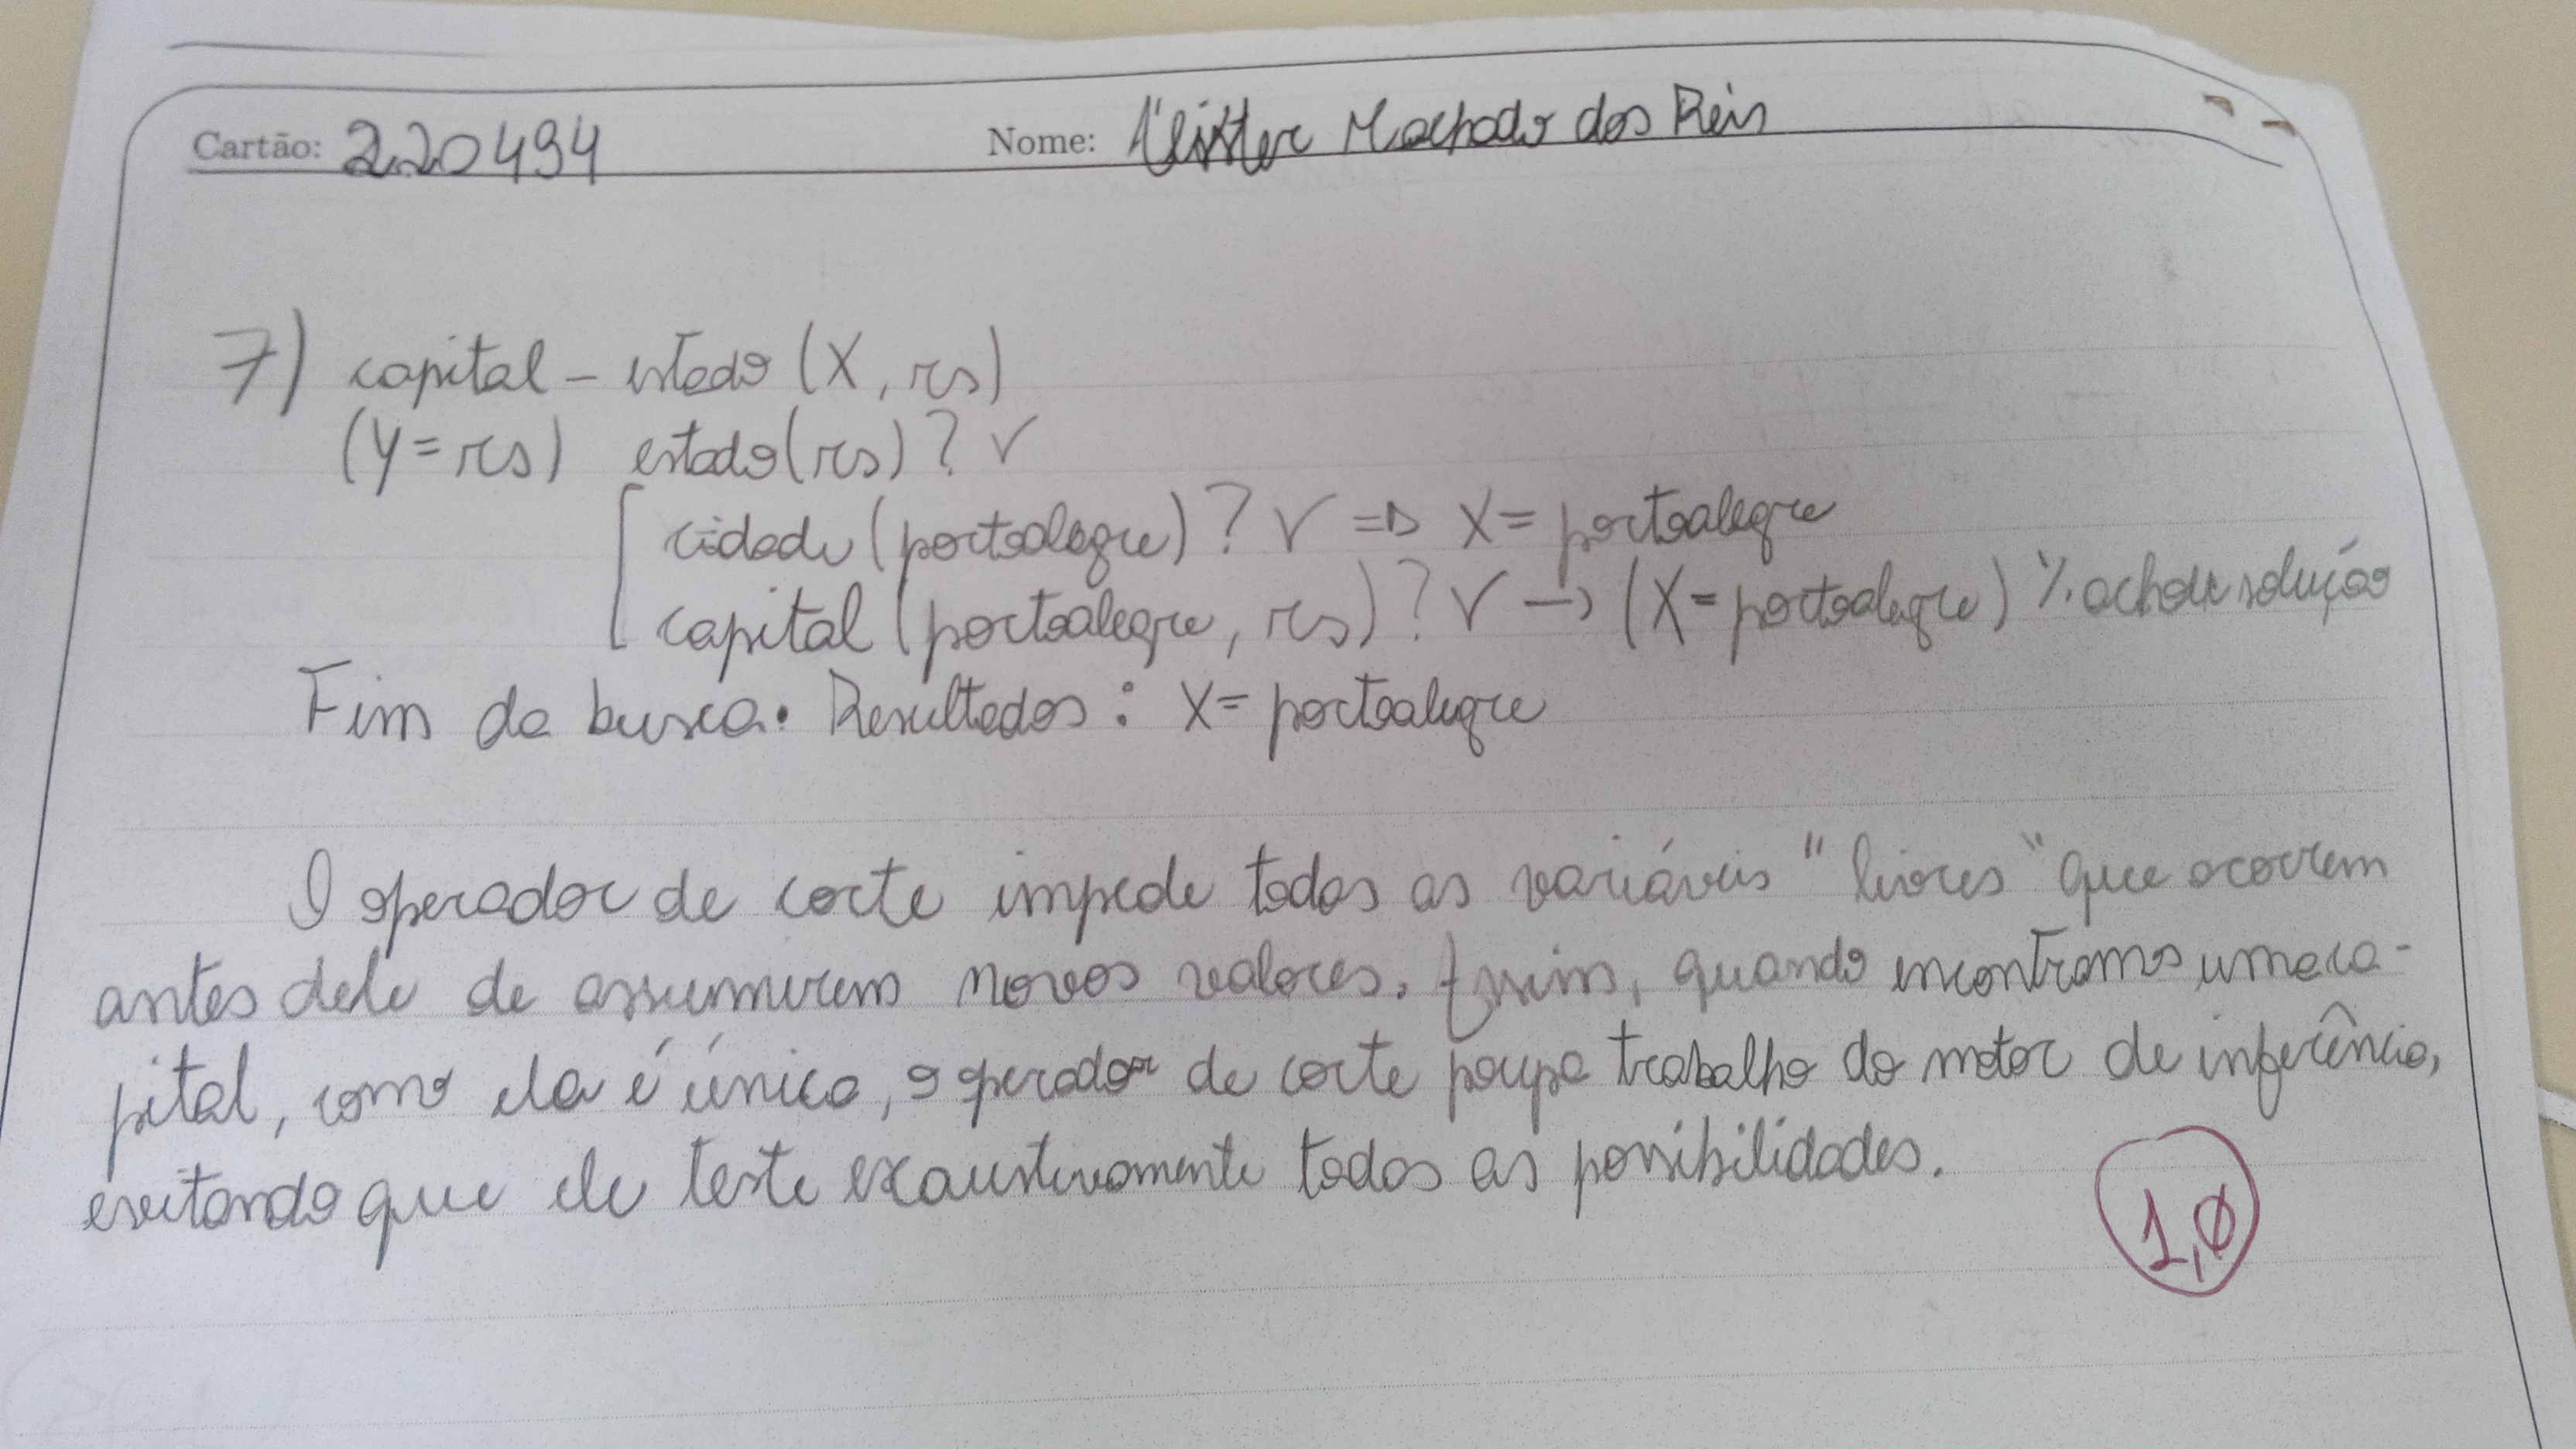 Cartão: 220494 Nome: Machado dos Reis
7) capital-estado (X, rs)
(Y=rs) estado(rs)? ✓
cidade (portoalegre)? ✓ => X= portoalegre
capital (portoalegre, rs)? ✓ -> (X=portoalegre) % achou solução
Fim da busca. Resultados: X= portoalegre
O operador de corte impede todas as variáveis "livres" que ocorrem
antes dele de assumirem novos valores. Assim, quando encontramos uma ca-
pital, como ela é única, o operador de corte poupa trabalho do motor de inferência,
evitando que ele teste exaustivamente todas as possibilidades.
1,0